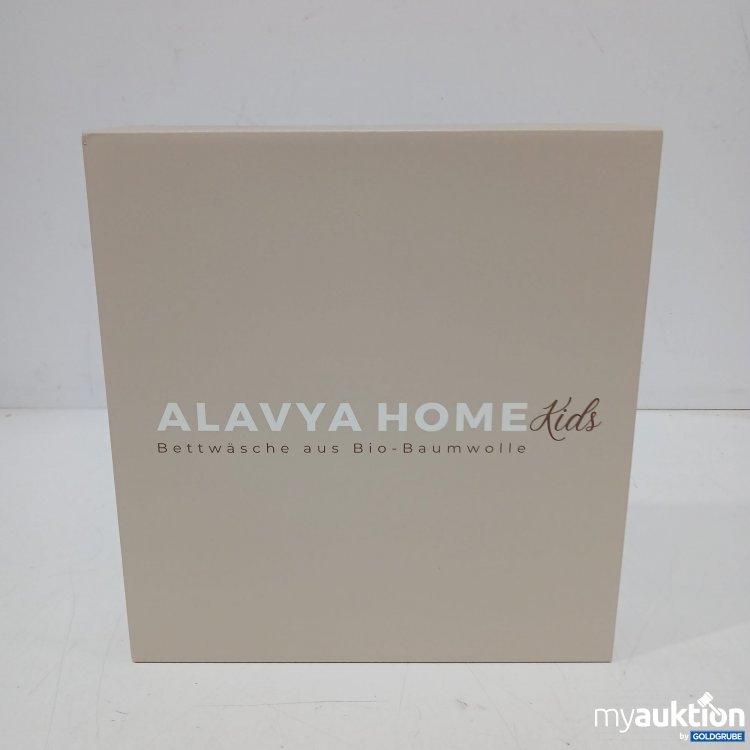 ALAVYA HOME Kids
Bettwäsche aus Bio-Baumwolle
myauktion
by GOLDGRUBE